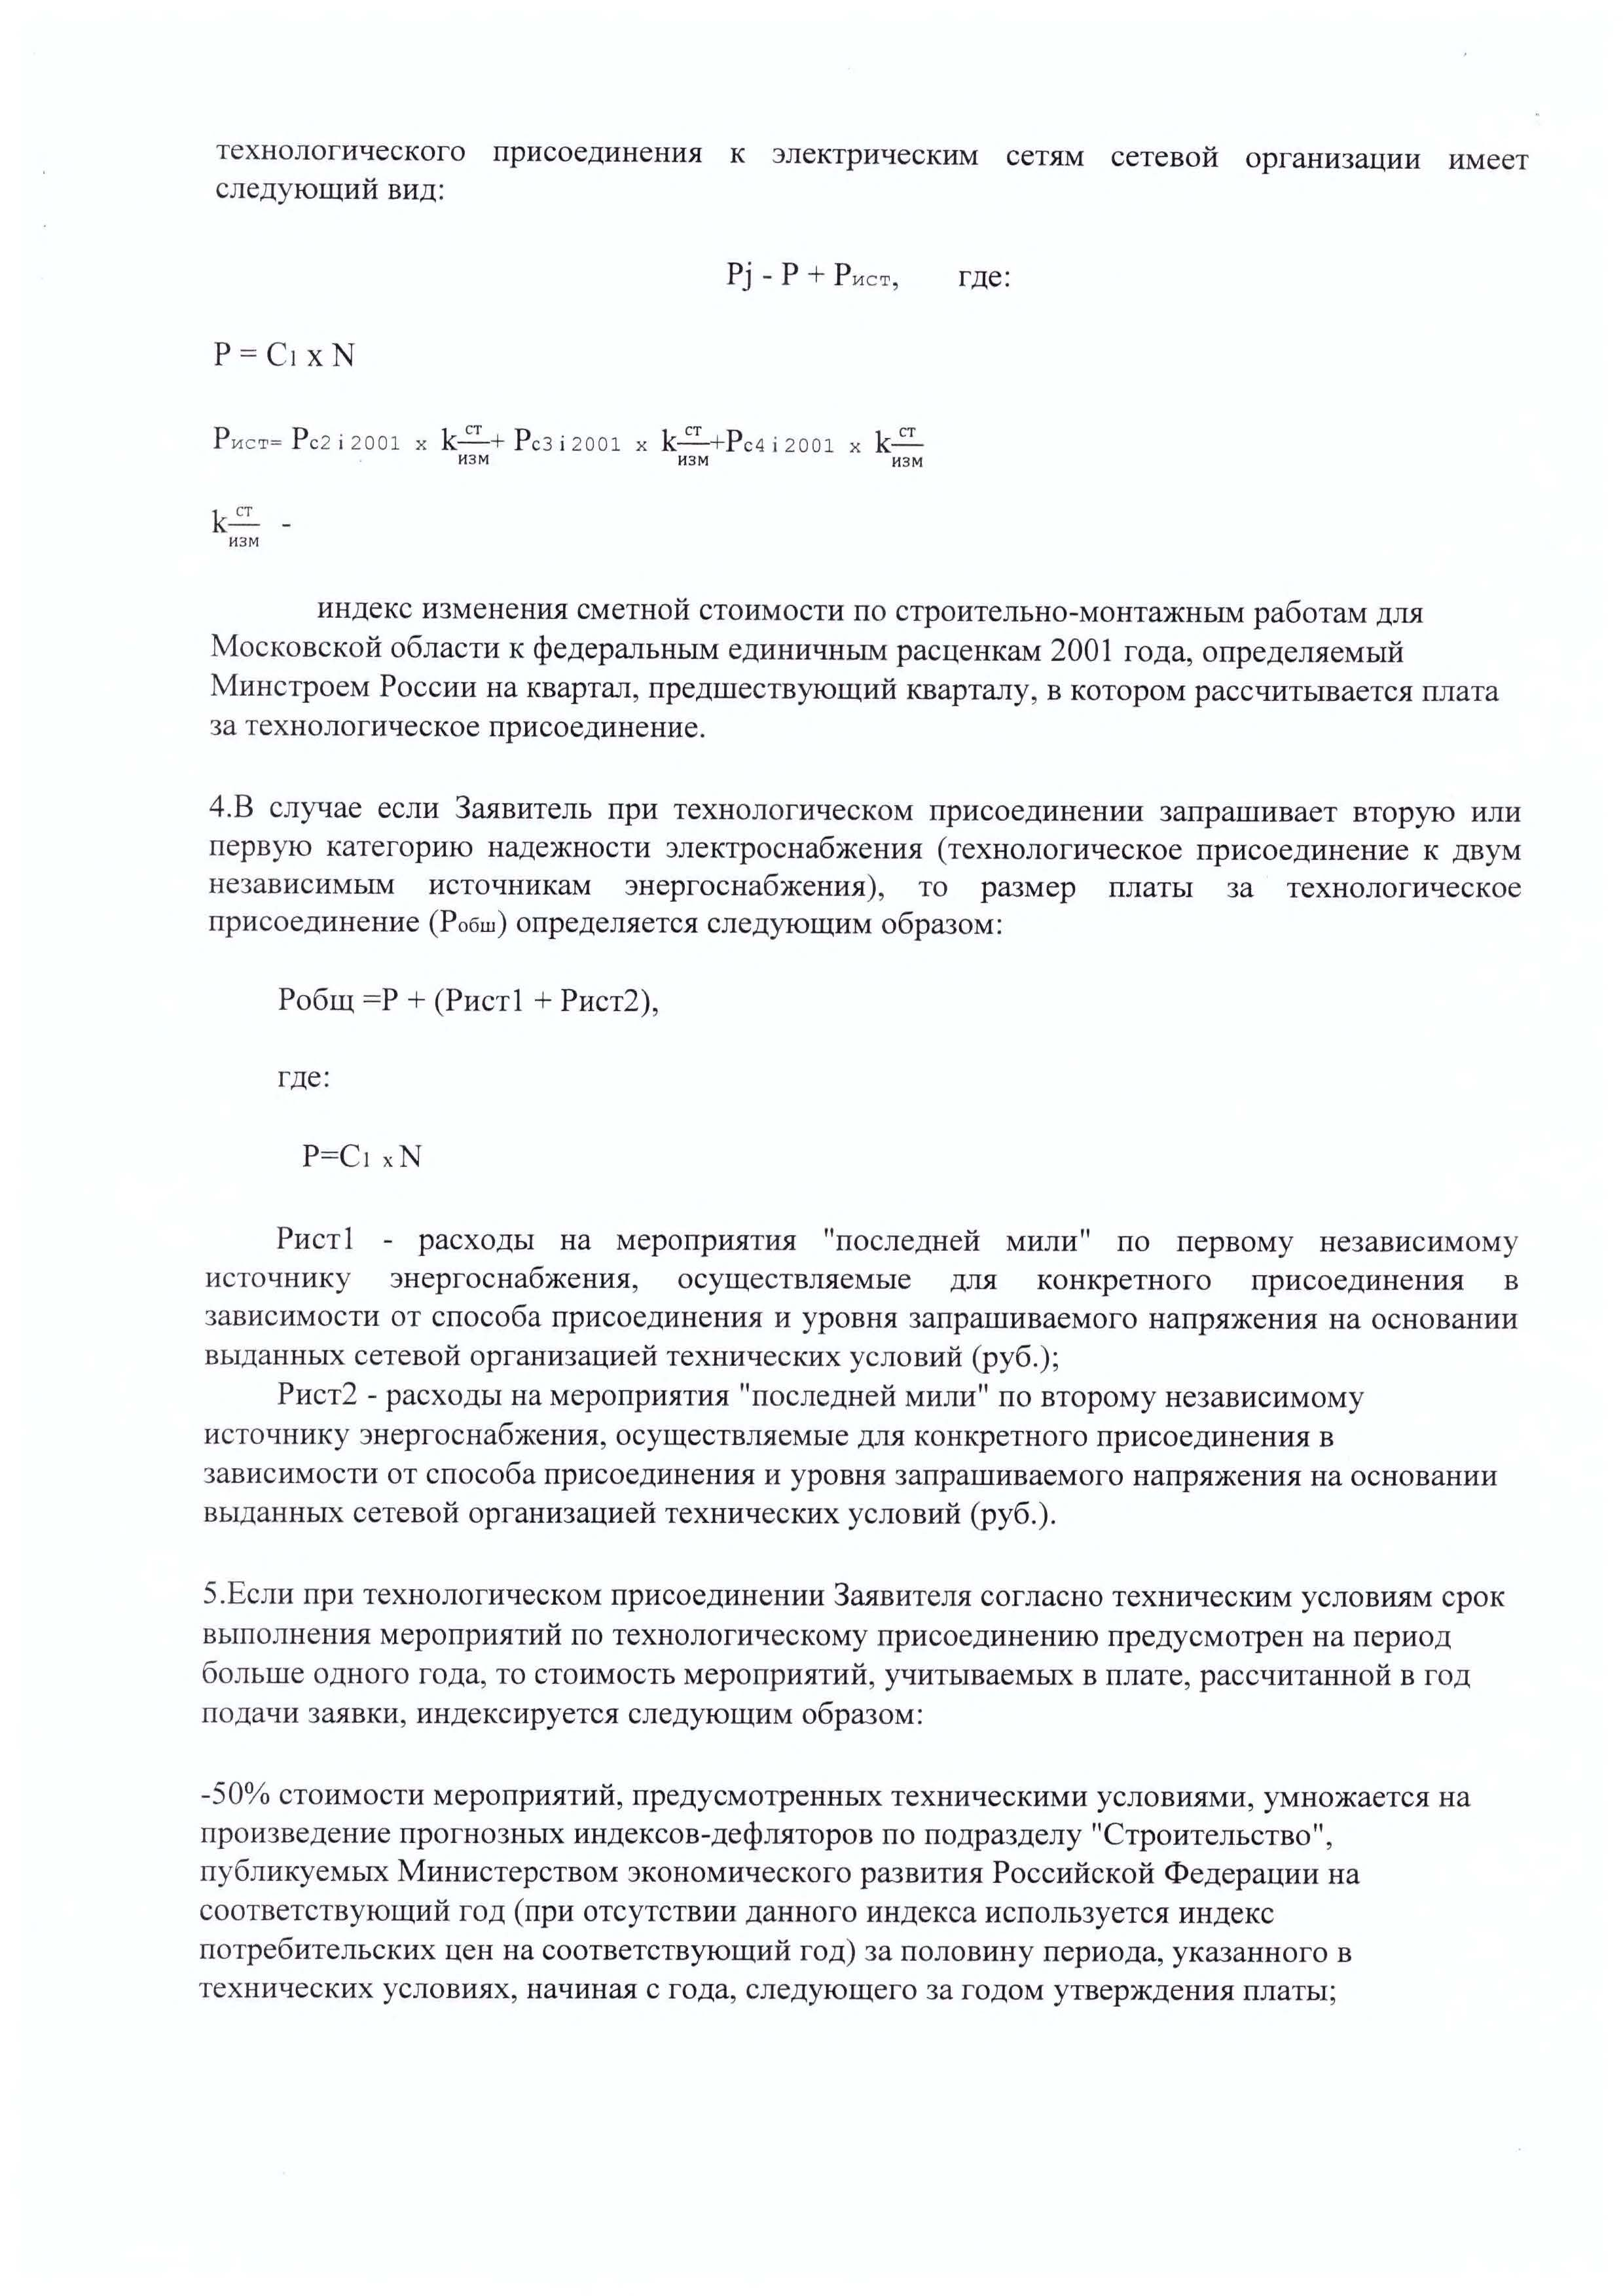 технологического присоединения к электрическим сетям сетевой организации имеет
следующий вид:
Pj - P + Рист, где:
P = C1 x N
Рист= Рс2 i 2001 x k ст/изм + Рс3 i 2001 x k ст/изм +Рс4 i 2001 x k ст/изм
k ст/изм -
индекс изменения сметной стоимости по строительно-монтажным работам для
Московской области к федеральным единичным расценкам 2001 года, определяемый
Минстроем России на квартал, предшествующий кварталу, в котором рассчитывается плата
за технологическое присоединение.
4.В случае если Заявитель при технологическом присоединении запрашивает вторую или
первую категорию надежности электроснабжения (технологическое присоединение к двум
независимым источникам энергоснабжения), то размер платы за технологическое
присоединение (Робш) определяется следующим образом:
Робщ =P + (Рист1 + Рист2),
где:
P=C1 x N
Рист1 - расходы на мероприятия "последней мили" по первому независимому
источнику энергоснабжения, осуществляемые для конкретного присоединения в
зависимости от способа присоединения и уровня запрашиваемого напряжения на основании
выданных сетевой организацией технических условий (руб.);
Рист2 - расходы на мероприятия "последней мили" по второму независимому
источнику энергоснабжения, осуществляемые для конкретного присоединения в
зависимости от способа присоединения и уровня запрашиваемого напряжения на основании
выданных сетевой организацией технических условий (руб.).
5.Если при технологическом присоединении Заявителя согласно техническим условиям срок
выполнения мероприятий по технологическому присоединению предусмотрен на период
больше одного года, то стоимость мероприятий, учитываемых в плате, рассчитанной в год
подачи заявки, индексируется следующим образом:
-50% стоимости мероприятий, предусмотренных техническими условиями, умножается на
произведение прогнозных индексов-дефляторов по подразделу "Строительство",
публикуемых Министерством экономического развития Российской Федерации на
соответствующий год (при отсутствии данного индекса используется индекс
потребительских цен на соответствующий год) за половину периода, указанного в
технических условиях, начиная с года, следующего за годом утверждения платы;